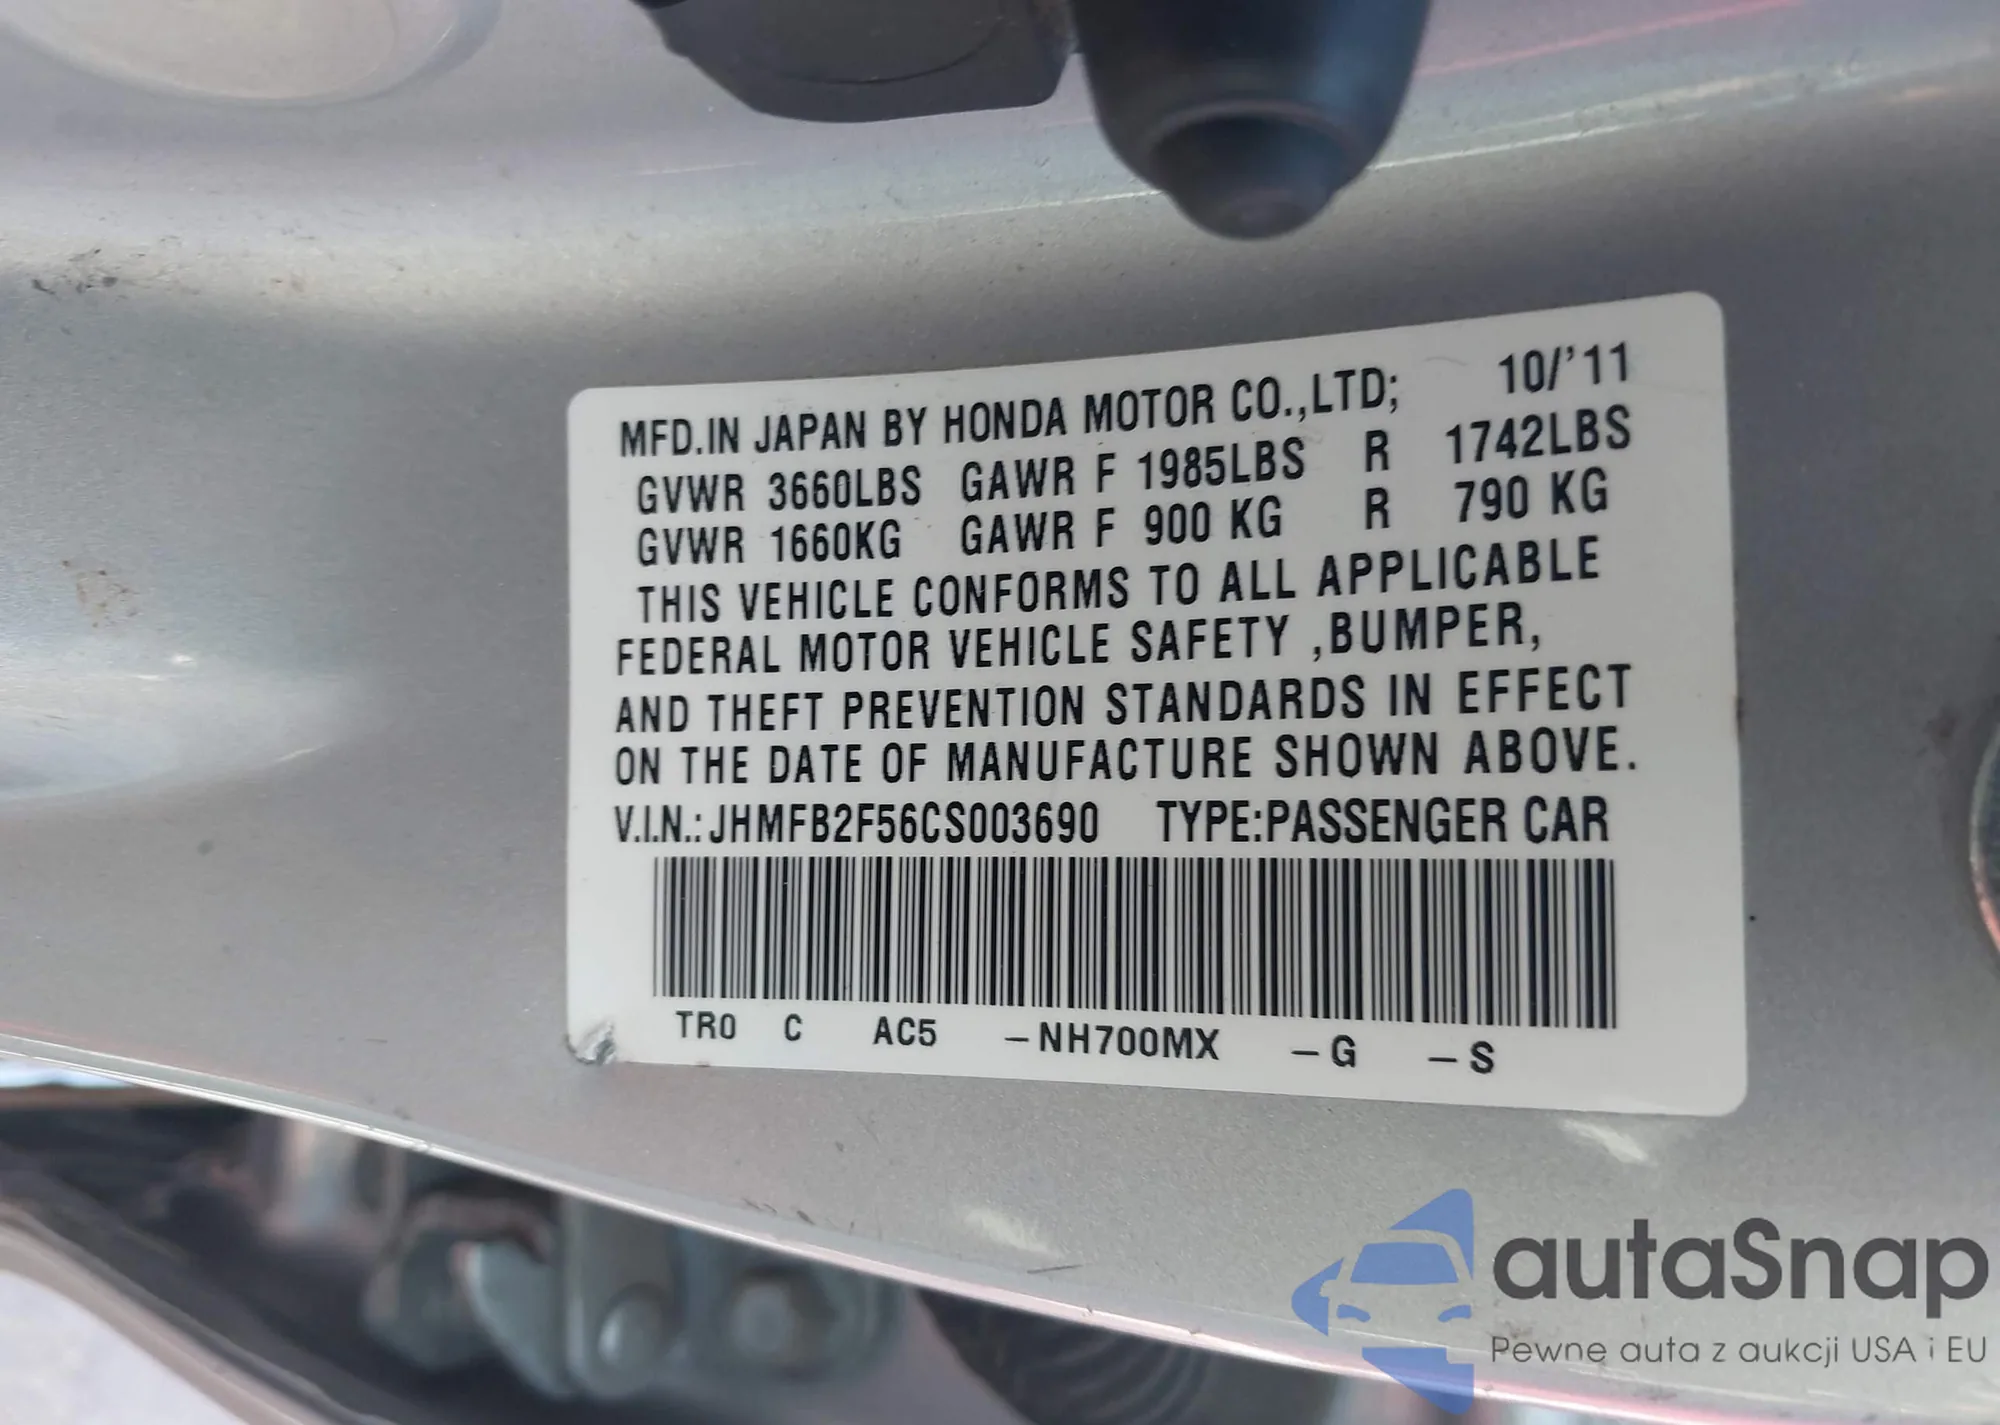 MFD.IN JAPAN BY HONDA MOTOR CO.,LTD; 10/'11
GVWR 3660LBS GAWR F 1985LBS R 1742LBS
GVWR 1660KG GAWR F 900 KG R 790 KG
THIS VEHICLE CONFORMS TO ALL APPLICABLE
FEDERAL MOTOR VEHICLE SAFETY ,BUMPER,
AND THEFT PREVENTION STANDARDS IN EFFECT
ON THE DATE OF MANUFACTURE SHOWN ABOVE.
V.I.N.:JHMFB2F56CS003690 TYPE:PASSENGER CAR
TR0 C AC5 –NH700MX –G –S
autaSnap
Pewne auta z aukcji USA i EU